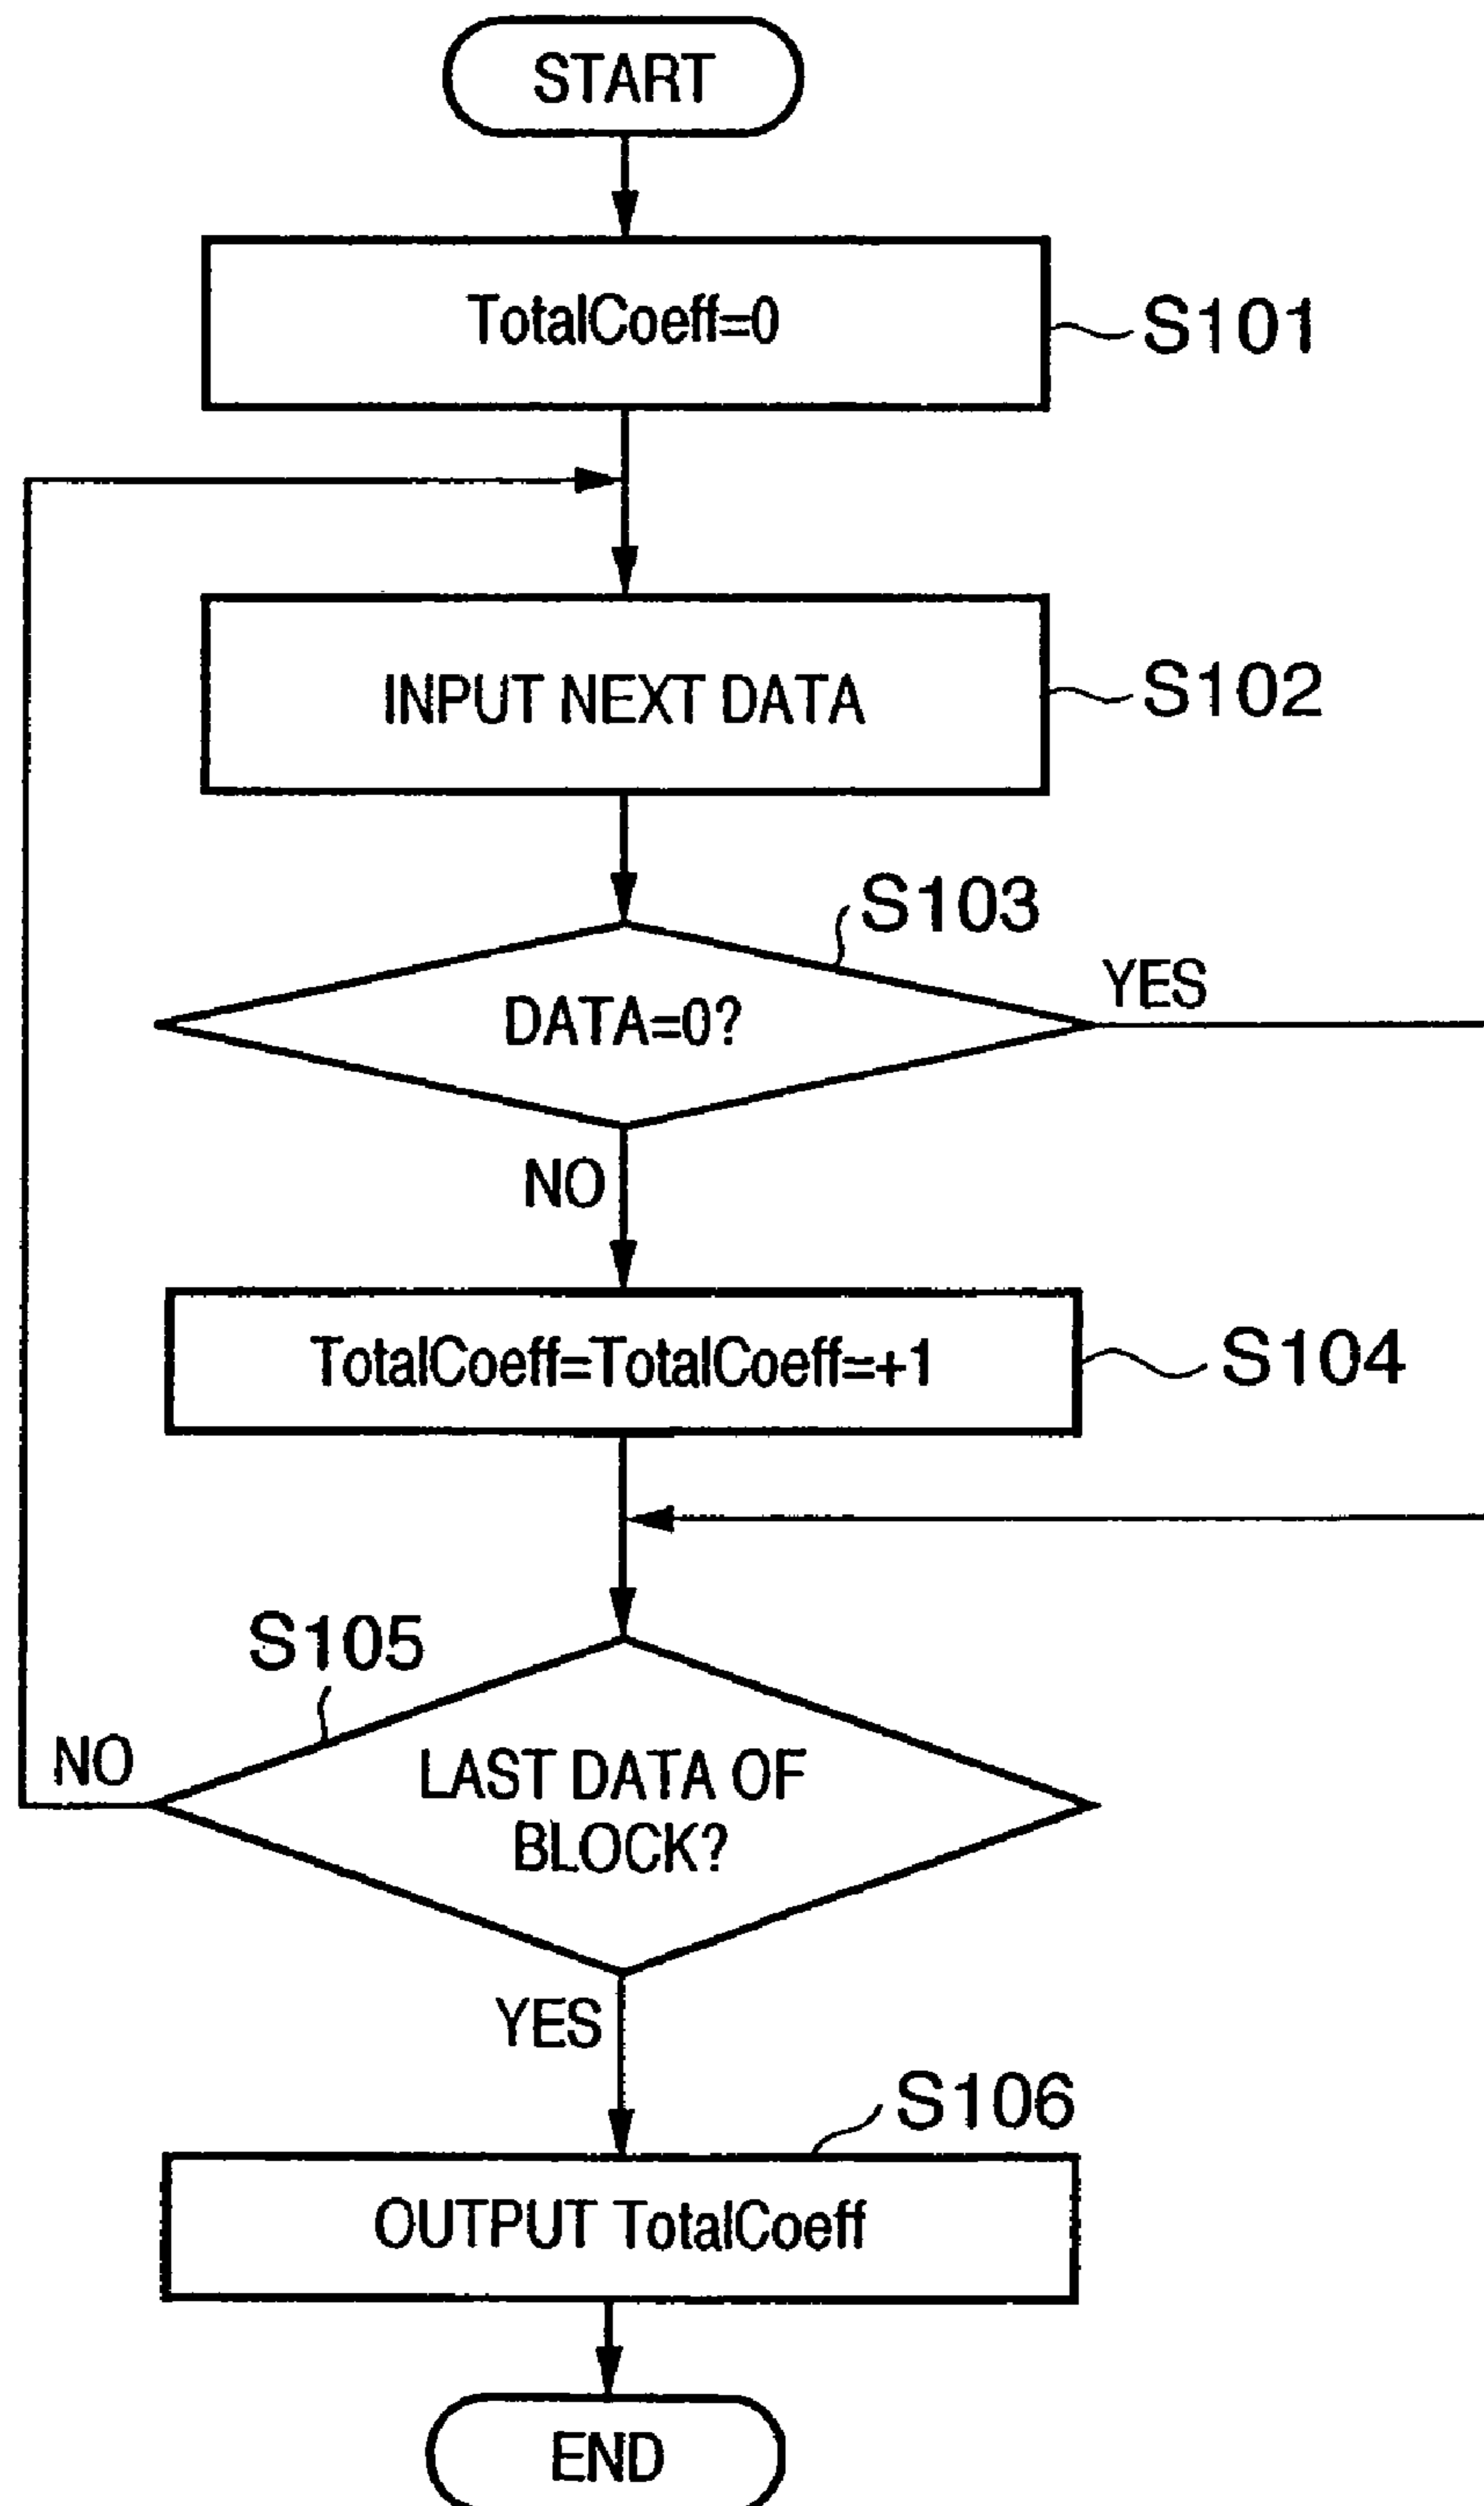 START
TotalCoeff=0
S101
INPUT NEXT DATA
S102
S103
DATA=0?
YES
NO
TotalCoeff=TotalCoeff=+1
S104
S105
NO
LAST DATA OF
BLOCK?
YES
S106
OUTPUT TotalCoeff
END